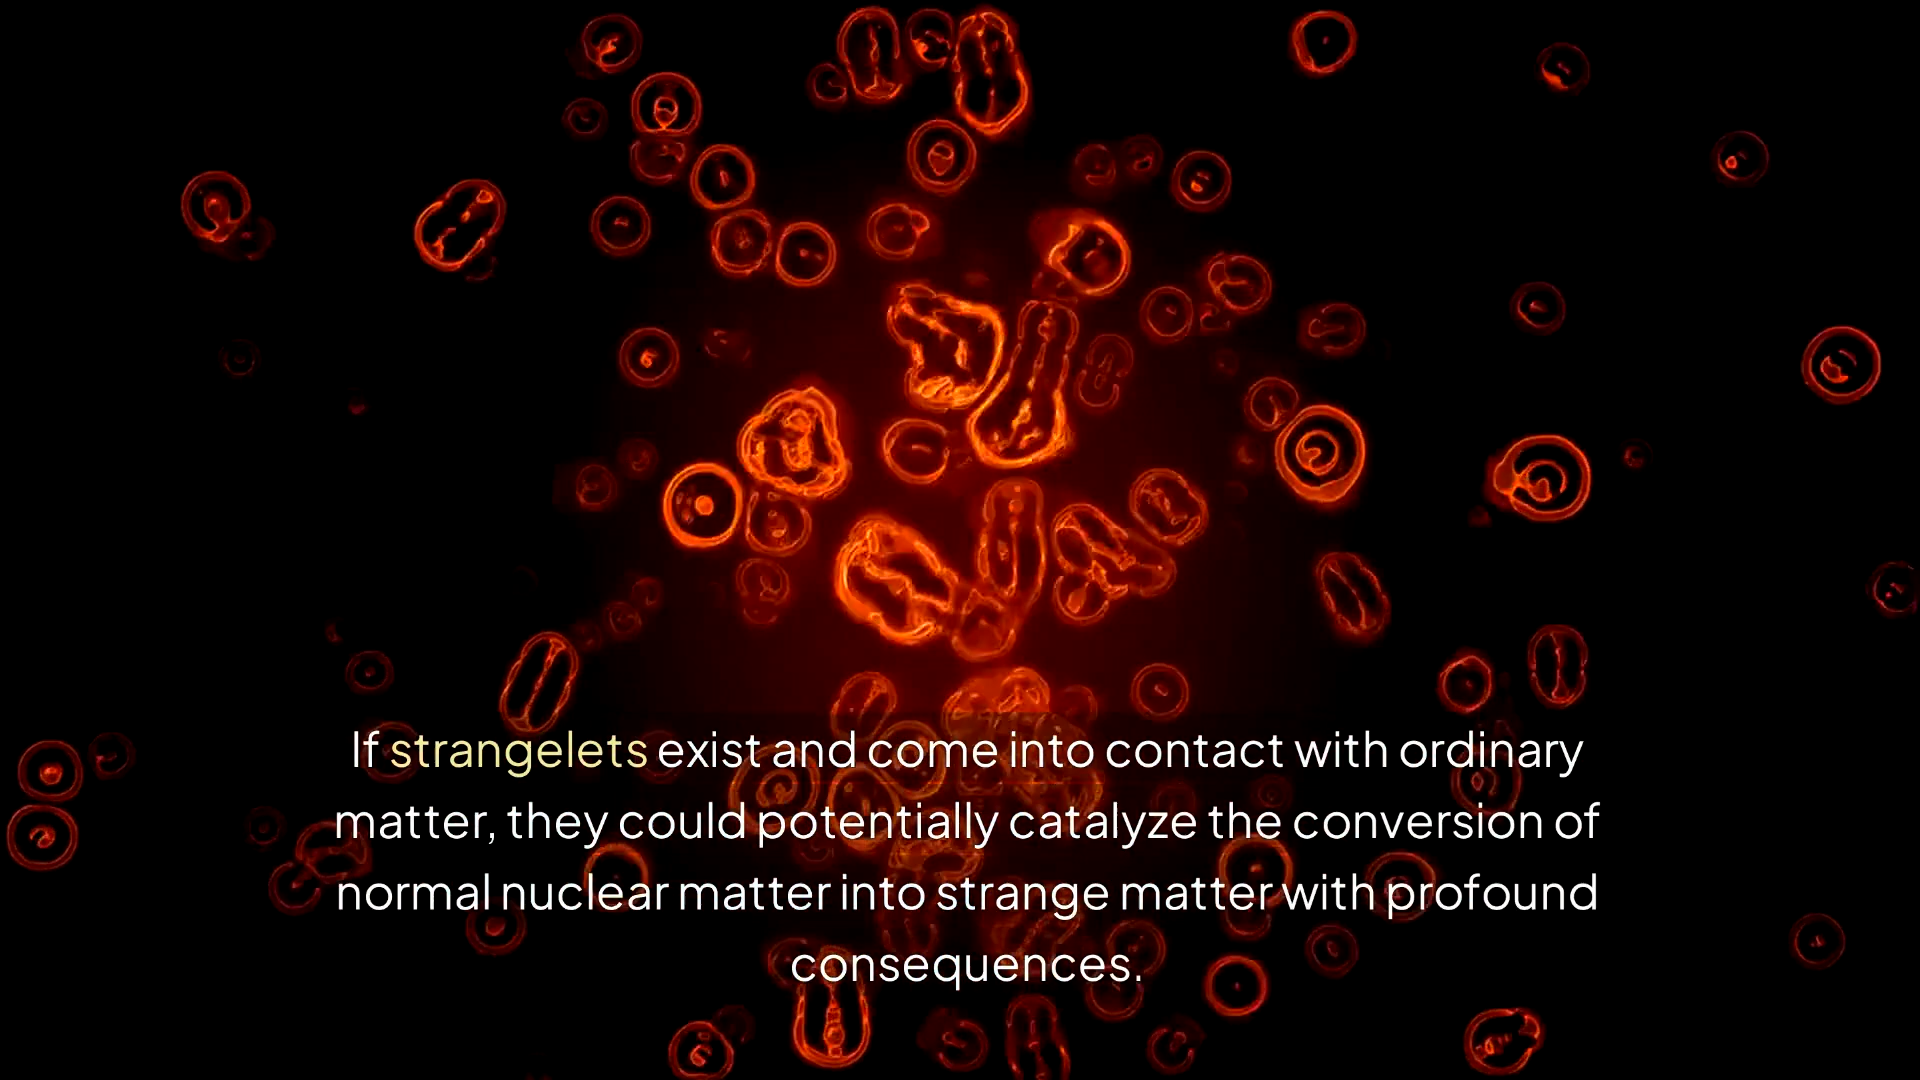 If strangelets exist and come into contact with ordinary
matter, they could potentially catalyze the conversion of
normal nuclear matter into strange matter with profound
consequences.